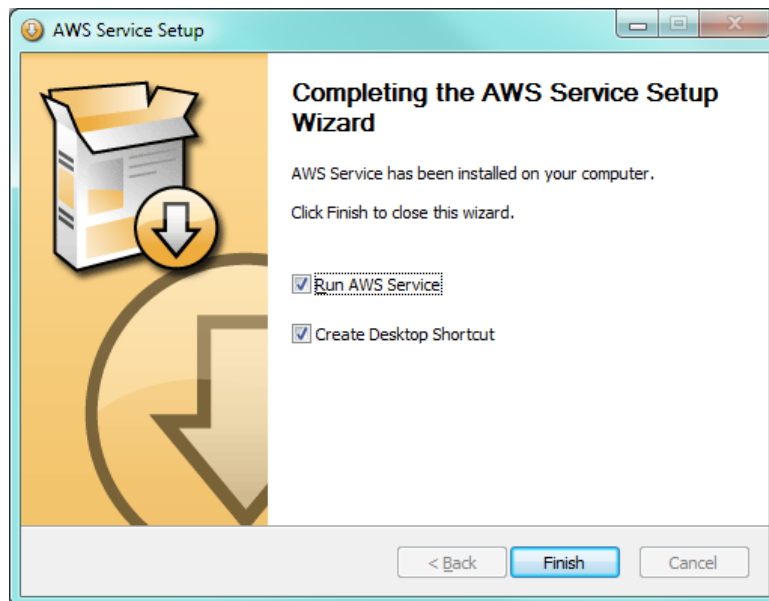 AWS Service Setup
Completing the AWS Service Setup
Wizard
AWS Service has been installed on your computer.
Click Finish to close this wizard.
Run AWS Service
Create Desktop Shortcut
< Back
Finish
Cancel